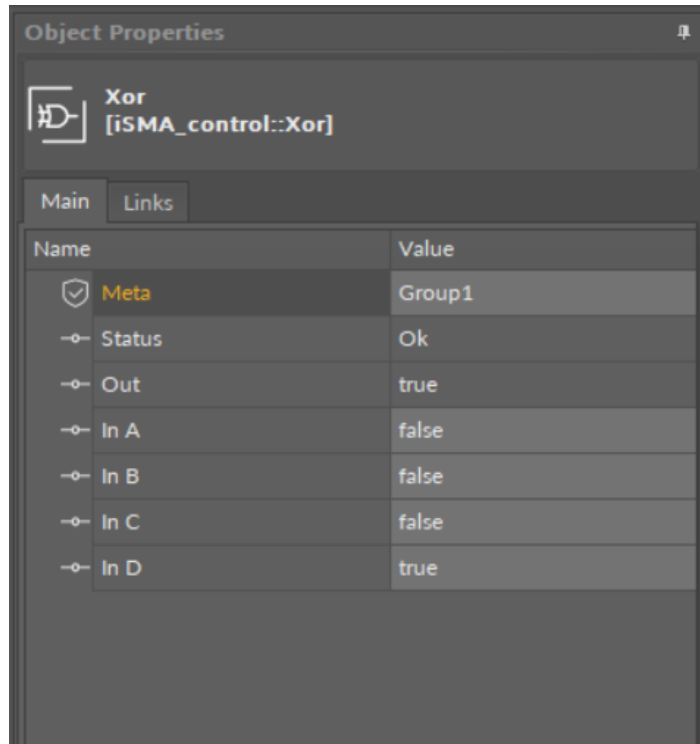 Object Properties
Xor
[iSMA_control::Xor]
Main Links
Name Value
Meta Group1
Status Ok
Out true
In A false
In B false
In C false
In D true